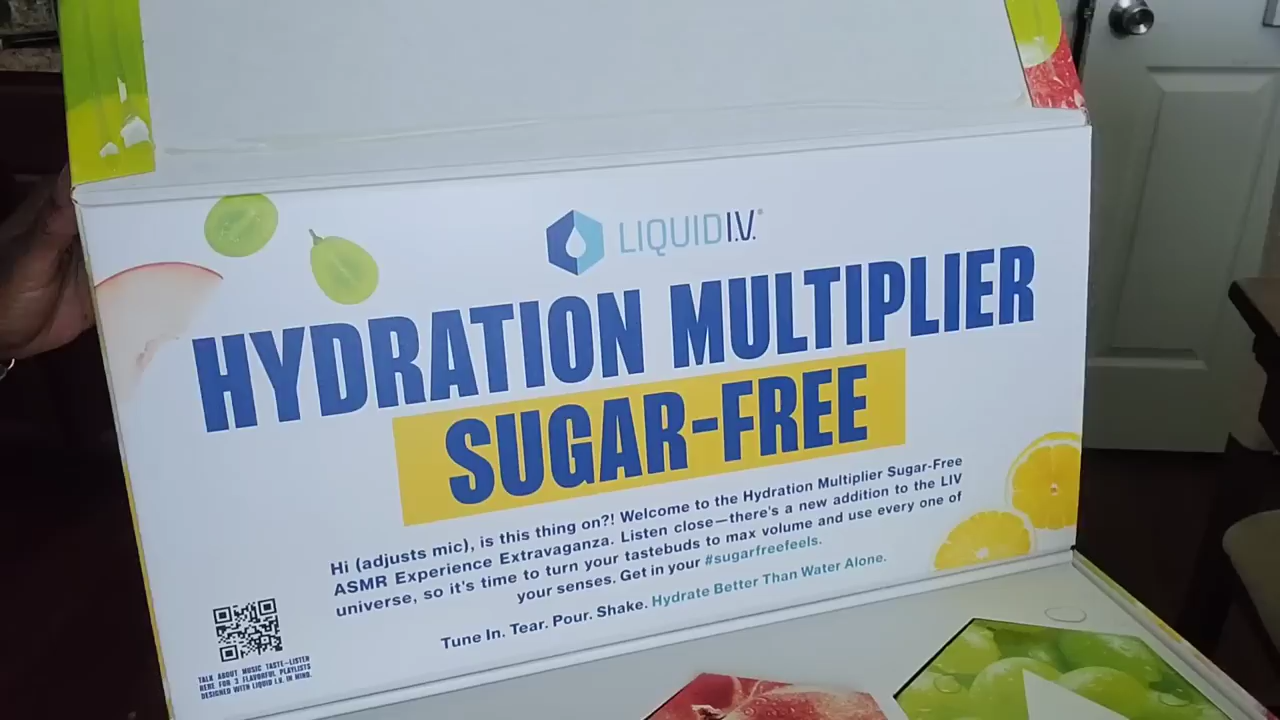 LIQUID I.V.®
HYDRATION MULTIPLIER
SUGAR-FREE
Hi (adjusts mic), is this thing on?! Welcome to the Hydration Multiplier Sugar-Free
ASMR Experience Extravaganza. Listen close—there's a new addition to the LIV
universe, so it's time to turn your tastebuds to max volume and use every one of
your senses. Get in your #sugarfreefeels.
Tune In. Tear. Pour. Shake. Hydrate Better Than Water Alone.
TALK ABOUT MUSIC TASTE—LISTEN
HERE FOR 3 FLAVORFUL PLAYLISTS
DESIGNED WITH LIQUID I.V. IN MIND.